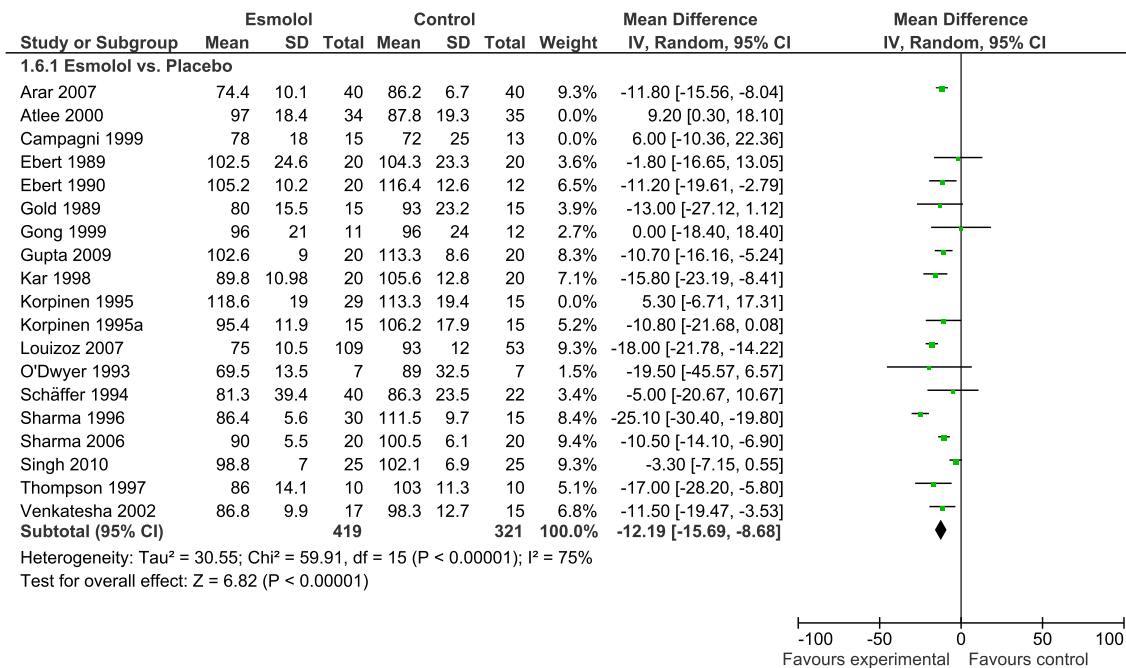 Esmolol Control Mean Difference Mean Difference
Study or Subgroup Mean SD Total Mean SD Total Weight IV, Random, 95% CI IV, Random, 95% CI
1.6.1 Esmolol vs. Placebo
Arar 2007 74.4 10.1 40 86.2 6.7 40 9.3% -11.80 [-15.56, -8.04]
Atlee 2000 97 18.4 34 87.8 19.3 35 0.0% 9.20 [0.30, 18.10]
Campagni 1999 78 18 15 72 25 13 0.0% 6.00 [-10.36, 22.36]
Ebert 1989 102.5 24.6 20 104.3 23.3 20 3.6% -1.80 [-16.65, 13.05]
Ebert 1990 105.2 10.2 20 116.4 12.6 12 6.5% -11.20 [-19.61, -2.79]
Gold 1989 80 15.5 15 93 23.2 15 3.9% -13.00 [-27.12, 1.12]
Gong 1999 96 21 11 96 24 12 2.7% 0.00 [-18.40, 18.40]
Gupta 2009 102.6 9 20 113.3 8.6 20 8.3% -10.70 [-16.16, -5.24]
Kar 1998 89.8 10.98 20 105.6 12.8 20 7.1% -15.80 [-23.19, -8.41]
Korpinen 1995 118.6 19 29 113.3 19.4 15 0.0% 5.30 [-6.71, 17.31]
Korpinen 1995a 95.4 11.9 15 106.2 17.9 15 5.2% -10.80 [-21.68, 0.08]
Louizoz 2007 75 10.5 109 93 12 53 9.3% -18.00 [-21.78, -14.22]
O'Dwyer 1993 69.5 13.5 7 89 32.5 7 1.5% -19.50 [-45.57, 6.57]
Schäffer 1994 81.3 39.4 40 86.3 23.5 22 3.4% -5.00 [-20.67, 10.67]
Sharma 1996 86.4 5.6 30 111.5 9.7 15 8.4% -25.10 [-30.40, -19.80]
Sharma 2006 90 5.5 20 100.5 6.1 20 9.4% -10.50 [-14.10, -6.90]
Singh 2010 98.8 7 25 102.1 6.9 25 9.3% -3.30 [-7.15, 0.55]
Thompson 1997 86 14.1 10 103 11.3 10 5.1% -17.00 [-28.20, -5.80]
Venkatesha 2002 86.8 9.9 17 98.3 12.7 15 6.8% -11.50 [-19.47, -3.53]
Subtotal (95% CI) 419 321 100.0% -12.19 [-15.69, -8.68]
Heterogeneity: Tau² = 30.55; Chi² = 59.91, df = 15 (P < 0.00001); I² = 75%
Test for overall effect: Z = 6.82 (P < 0.00001)
-100 -50 0 50 100
Favours experimental Favours control